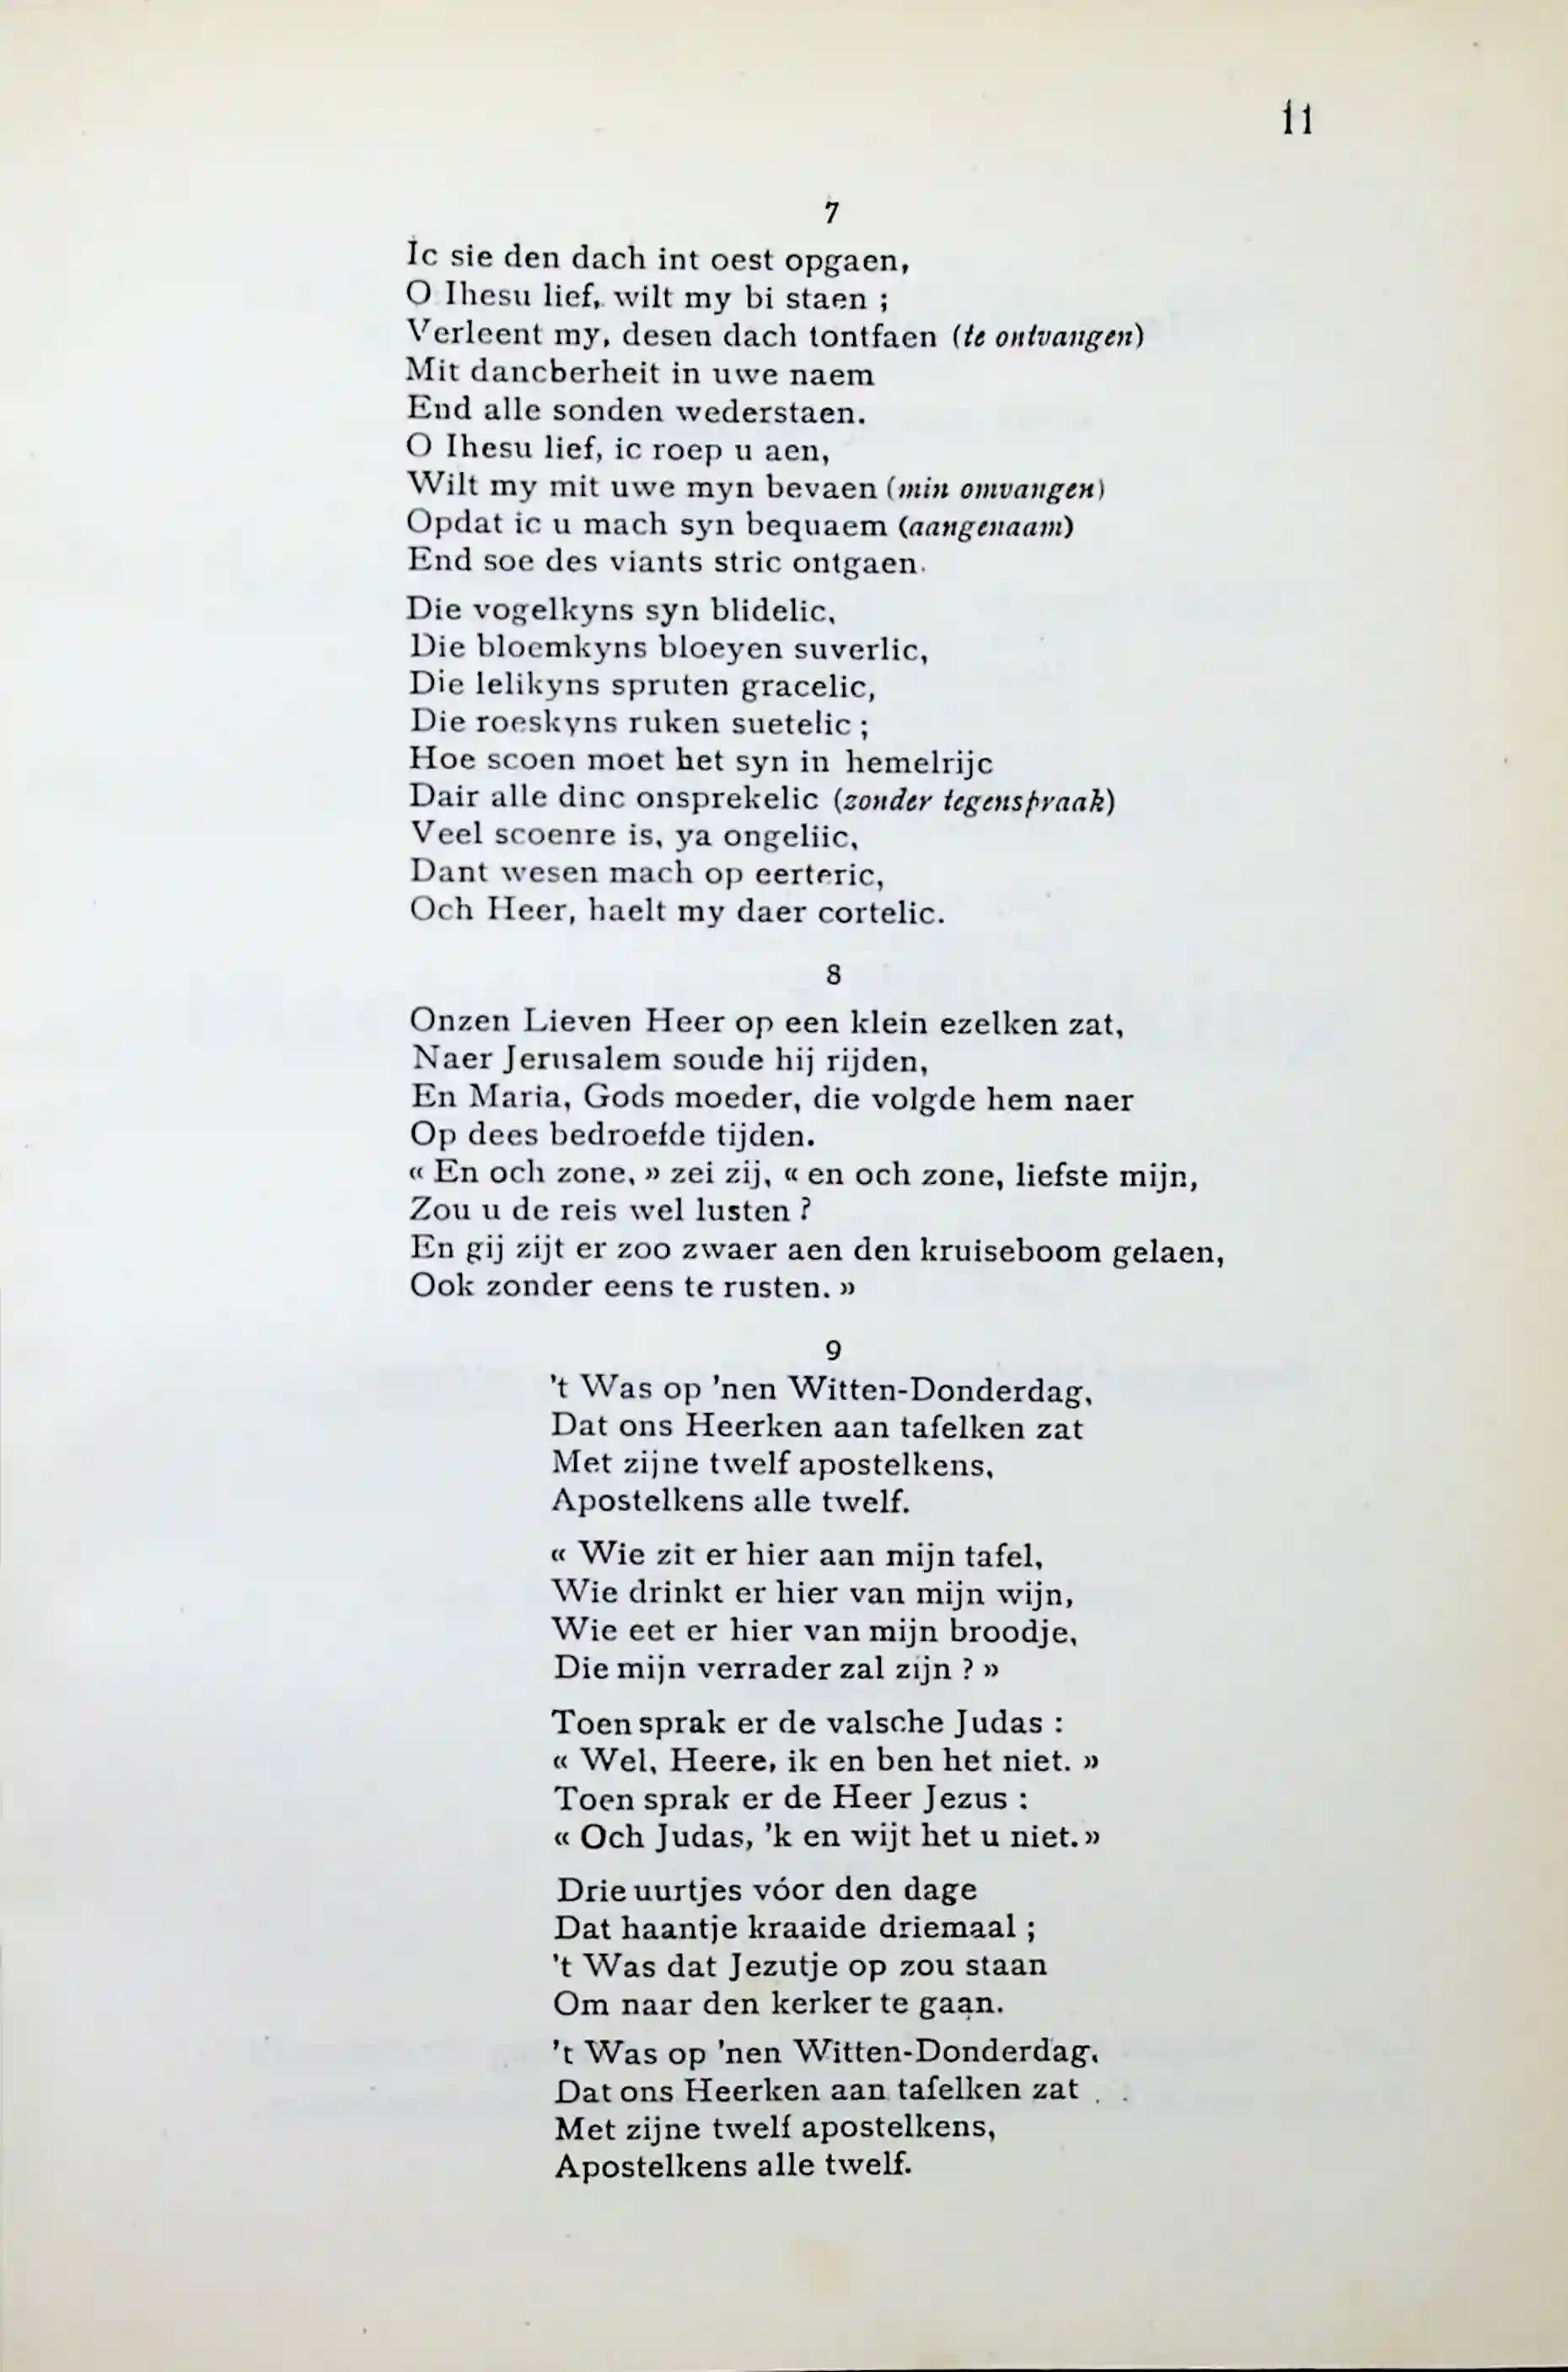 11
7
Ic sie den dach int oest opgaen,
O Ihesu lief, wilt my bi staen ;
Verleent my, desen dach tontfaen (te ontvangen)
Mit dancberheit in uwe naem
End alle sonden wederstaen.
O Ihesu lief, ic roep u aen,
Wilt my mit uwe myn bevaen (min omvangen)
Opdat ic u mach syn bequaem (aangenaam)
End soe des viants stric ontgaen.
Die vogelkyns syn blidelic,
Die bloemkyns bloeyen suverlic,
Die lelikyns spruten gracelic,
Die roeskyns ruken suetelic ;
Hoe scoen moet het syn in hemelrijc
Dair alle dinc onsprekelic (zonder tegenspraak)
Veel scoenre is, ya ongeliic,
Dant wesen mach op eerteric,
Och Heer, haelt my daer cortelic.
8
Onzen Lieven Heer op een klein ezelken zat,
Naer Jerusalem soude hij rijden,
En Maria, Gods moeder, die volgde hem naer
Op dees bedroefde tijden.
« En och zone, » zei zij, « en och zone, liefste mijn,
Zou u de reis wel lusten ?
En gij zijt er zoo zwaer aen den kruiseboom gelaen,
Ook zonder eens te rusten. »
9
't Was op 'nen Witten-Donderdag,
Dat ons Heerken aan tafelken zat
Met zijne twelf apostelkens,
Apostelkens alle twelf.
« Wie zit er hier aan mijn tafel,
Wie drinkt er hier van mijn wijn,
Wie eet er hier van mijn broodje,
Die mijn verrader zal zijn ? »
Toen sprak er de valsche Judas :
« Wel, Heere, ik en ben het niet. »
Toen sprak er de Heer Jezus :
« Och Judas, 'k en wijt het u niet. »
Drie uurtjes vóor den dage
Dat haantje kraaide driemaal ;
't Was dat Jezutje op zou staan
Om naar den kerker te gaan.
't Was op 'nen Witten-Donderdag,
Dat ons Heerken aan tafelken zat
Met zijne twelf apostelkens,
Apostelkens alle twelf.